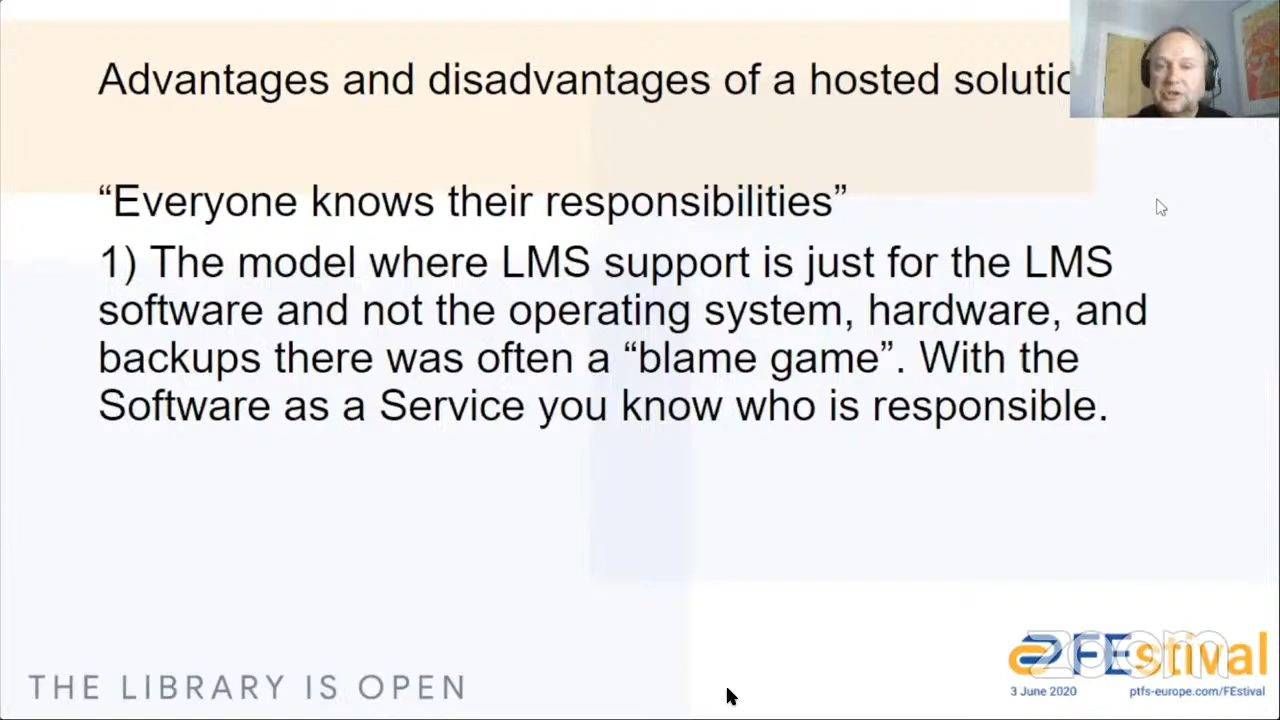 Advantages and disadvantages of a hosted
“Everyone knows their responsibilities”
1) The model where LMS support is just for the LMS
software and not the operating system, hardware, and
backups there was often a “blame game”. With the
Software as a Service you know who is responsible.
THE LIBRARY IS OPEN
FEstival
zoom
3 June 2020
ptfs-europe.com/FEstival